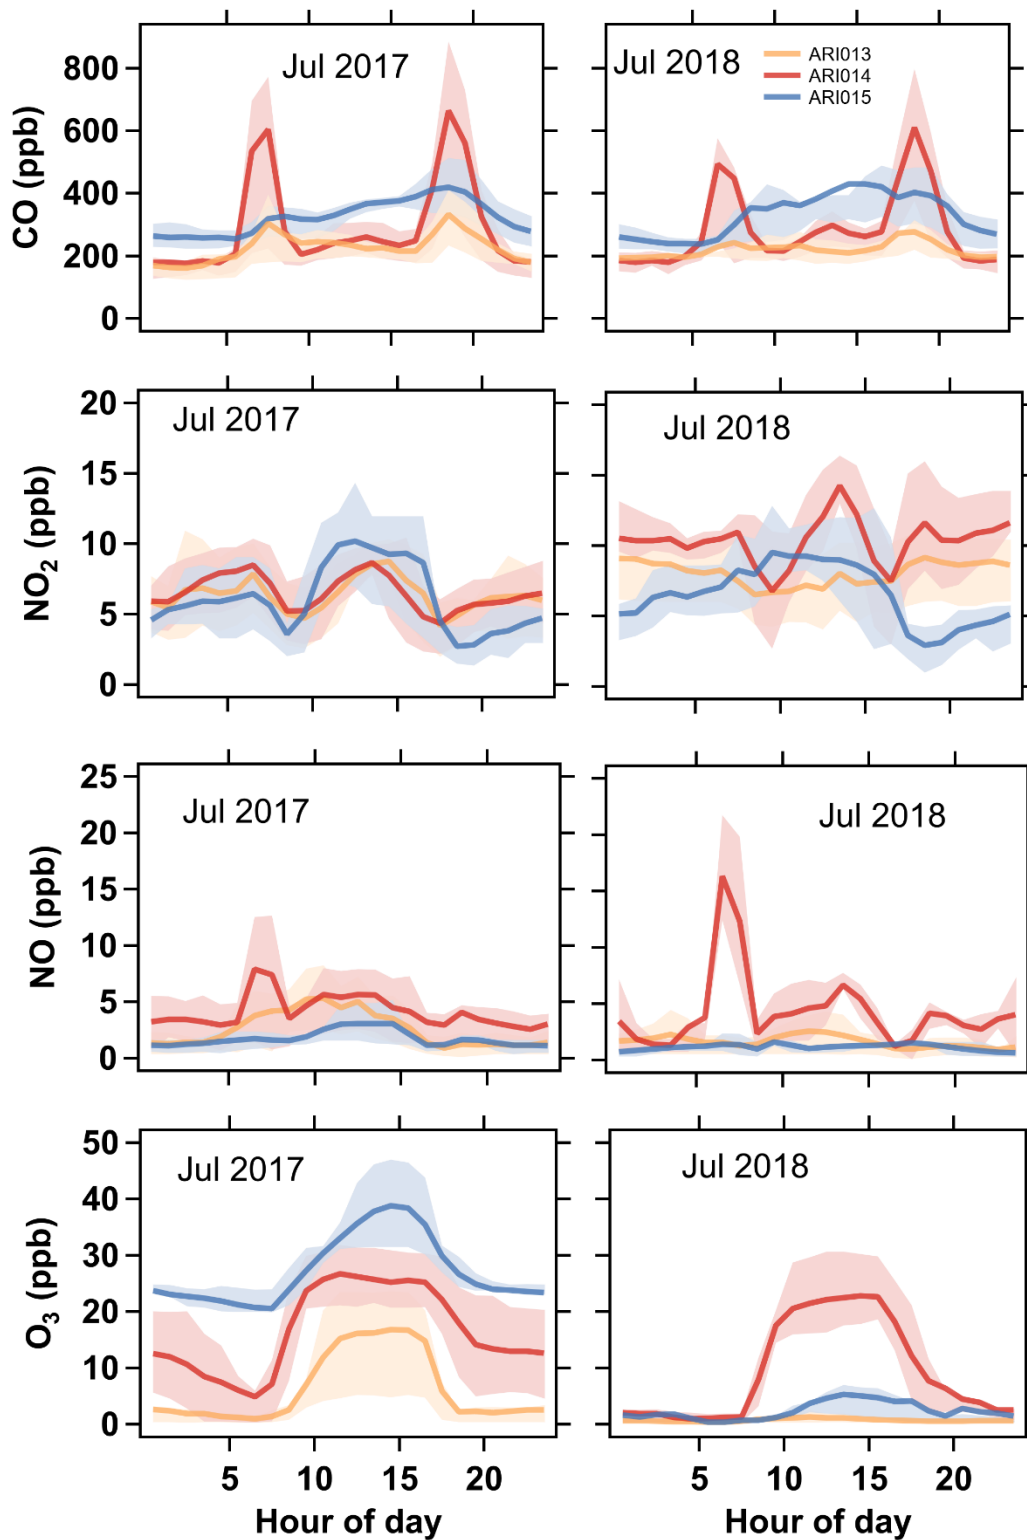 Jul 2017
Jul 2018
ARI013
ARI014
ARI015
CO (ppb)
800
600
400
200
0
Jul 2017
Jul 2018
NO2 (ppb)
20
15
10
5
0
Jul 2017
Jul 2018
NO (ppb)
25
20
15
10
5
0
Jul 2017
Jul 2018
O3 (ppb)
50
40
30
20
10
0
5 10 15 20
5 10 15 20
Hour of day
Hour of day